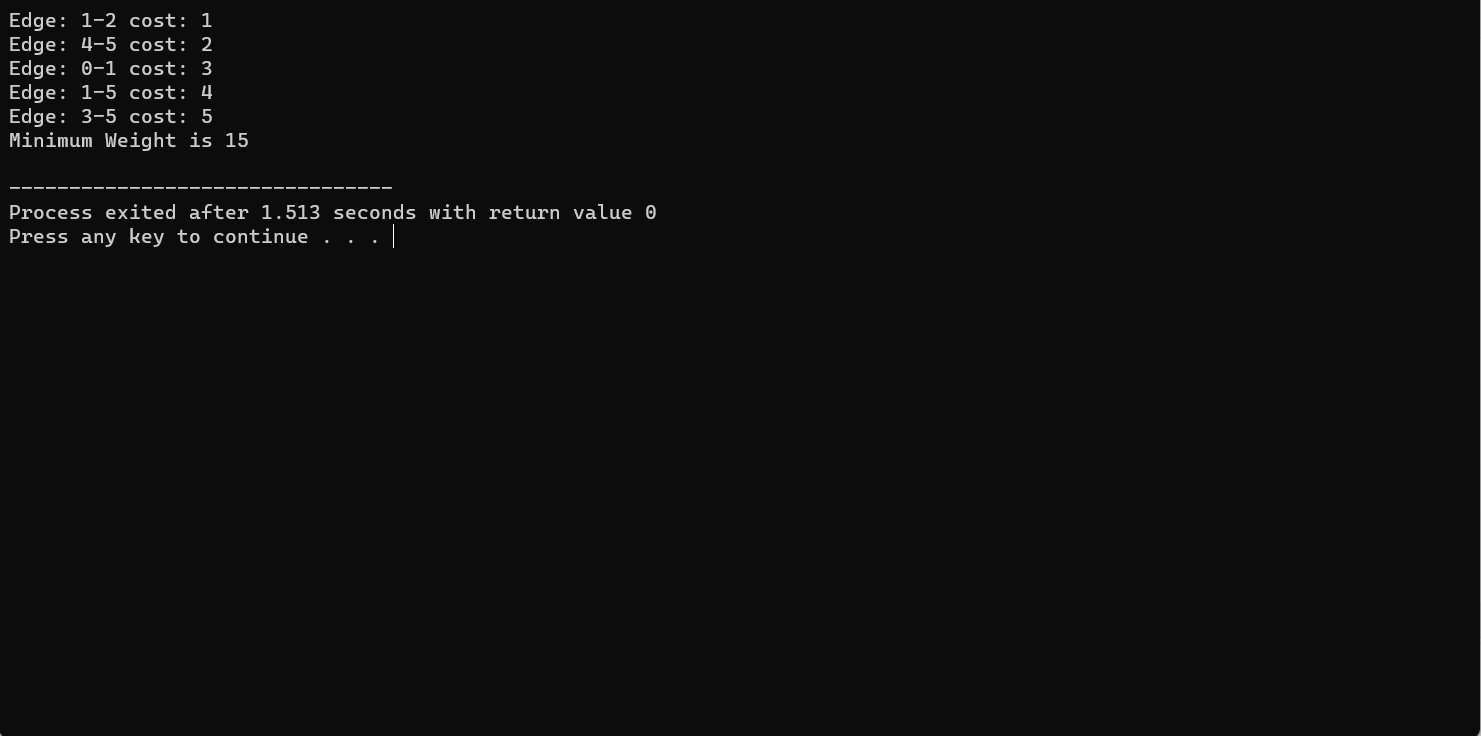 Edge: 1-2 cost: 1
Edge: 4-5 cost: 2
Edge: 0-1 cost: 3
Edge: 1-5 cost: 4
Edge: 3-5 cost: 5
Minimum Weight is 15
--------------------------------
Process exited after 1.513 seconds with return value 0
Press any key to continue . . .